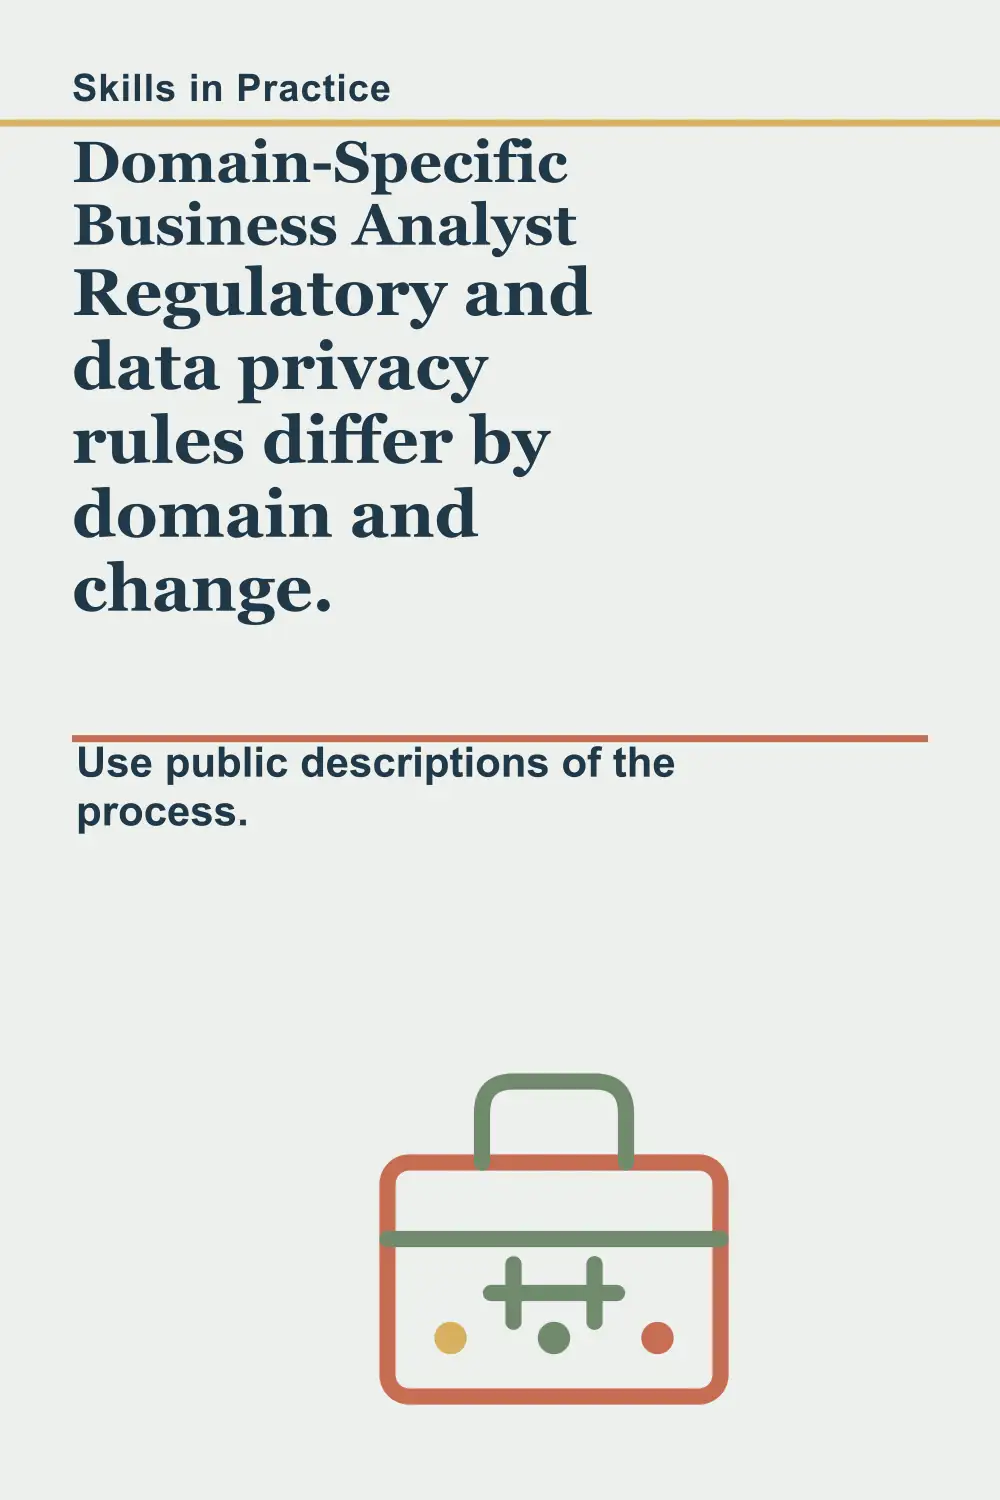 Skills in Practice
Domain-Specific
Business Analyst
Regulatory and
data privacy
rules differ by
domain and
change.
Use public descriptions of the
process.